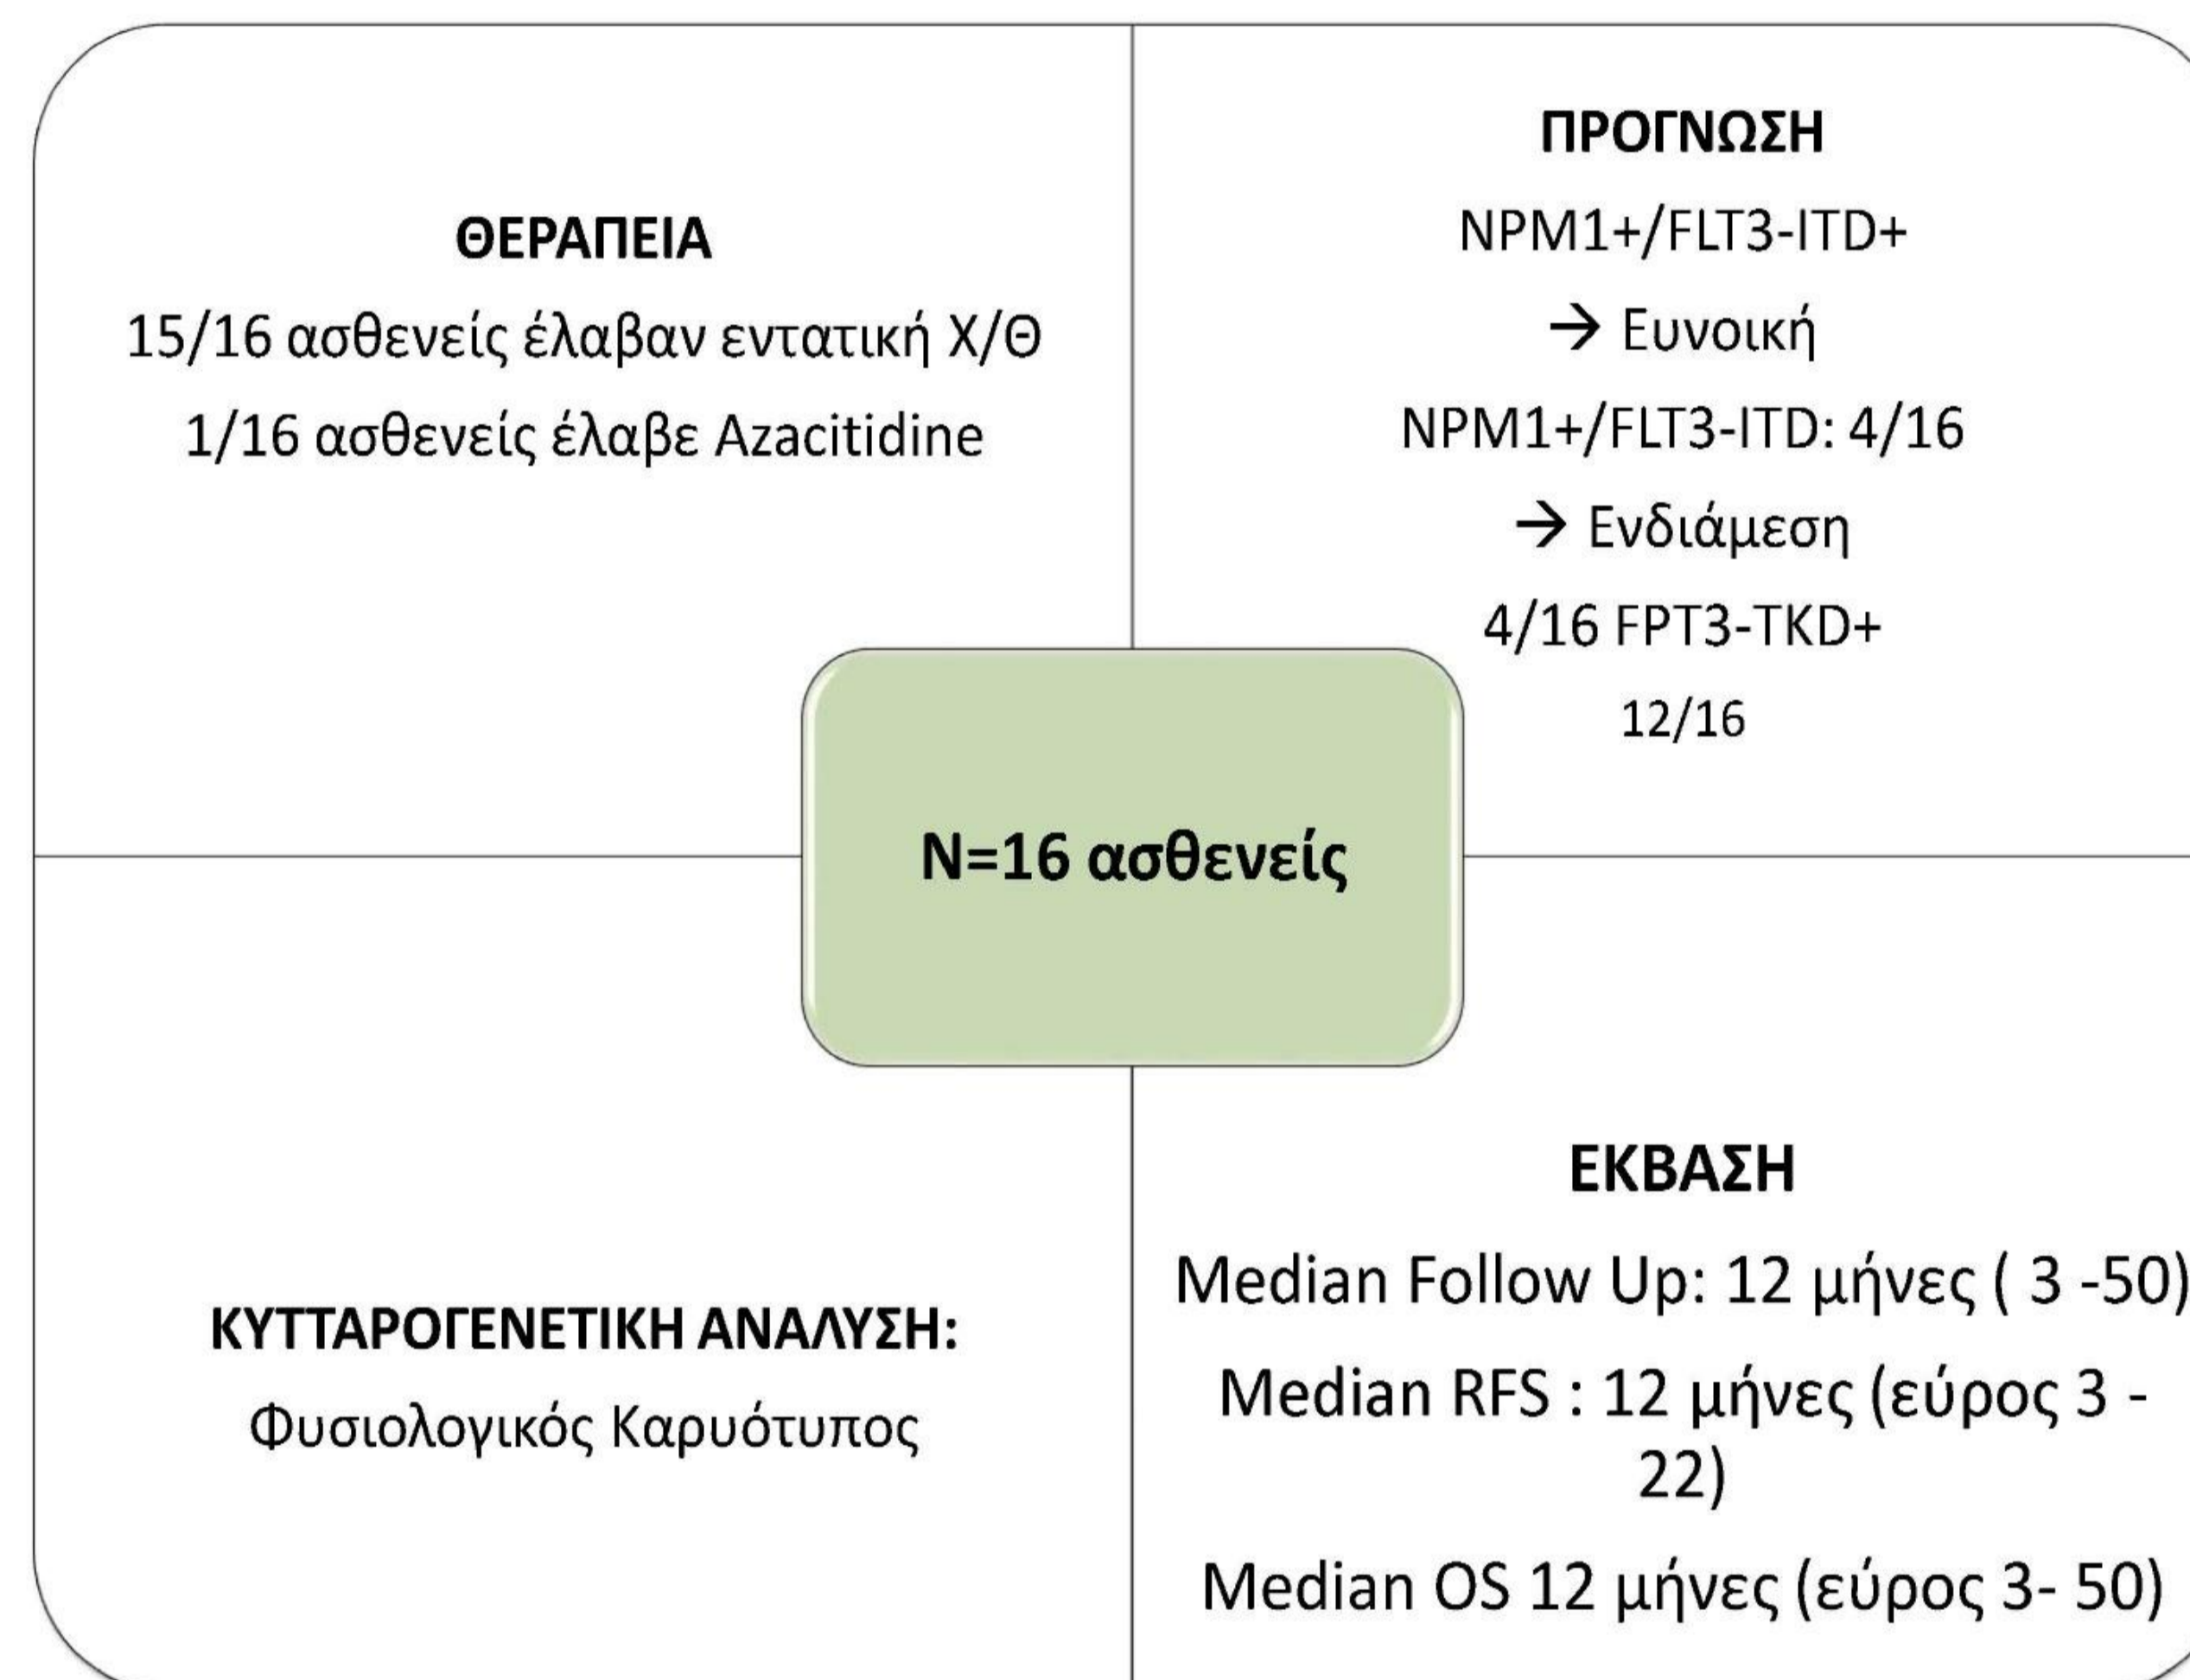 ΘΕΡΑΠΕΙΑ
15/16 ασθενείς έλαβαν εντατική Χ/Θ
1/16 ασθενείς έλαβε Azacitidine
ΠΡΟΓΝΩΣΗ
NPM1+/FLT3-ITD+
→ Ευνοική
NPM1+/FLT3-ITD: 4/16
→ Ενδιάμεση
4/16 FPT3-TKD+
12/16
N=16 ασθενείς
ΚΥΤΤΑΡΟΓΕΝΕΤΙΚΗ ΑΝΑΛΥΣΗ:
Φυσιολογικός Καρυότυπος
ΕΚΒΑΣΗ
Median Follow Up: 12 μήνες ( 3 -50)
Median RFS : 12 μήνες (εύρος 3 -
22)
Median OS 12 μήνες (εύρος 3- 50)